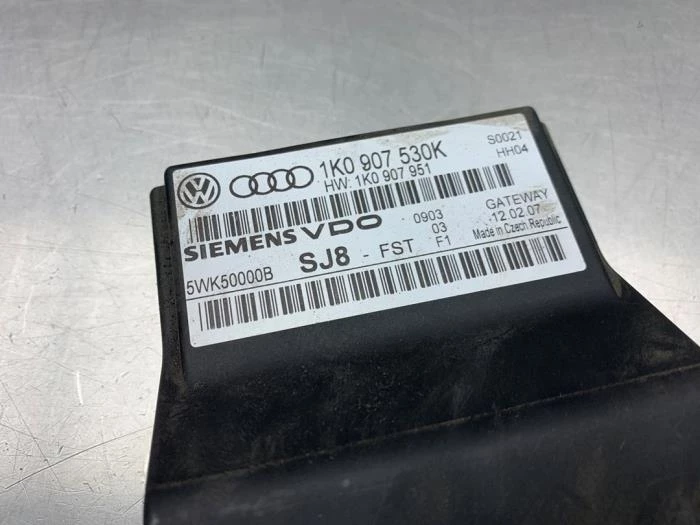 1K0 907 530K S0021
HW: 1K0 907 951 HH04
SIEMENS VDO 0903 GATEWAY
03 12.02.07
5WK50000B SJ8 - FST F1 Made in Czech Republic